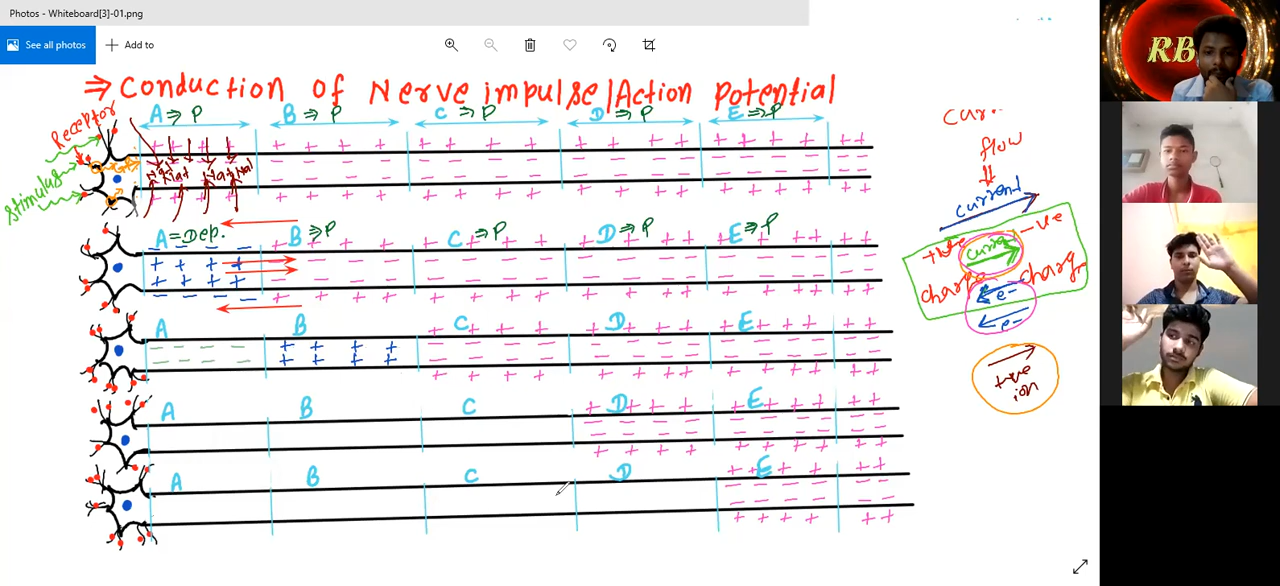 Photos - Whiteboard[3]-01.png
See all photos
Add to
⇒ Conduction of Nerve impulse/Action Potential
Receptor
Stimulus
A ⇒ P B ⇒ P C ⇒ P D ⇒ P E ⇒ P
+ + + + + + + + + + + + + + + + + + + + + +
A = Dep. B ⇒ P C ⇒ P D ⇒ P E ⇒ P
A B C D E
A B C D E
A B C D E
flow
⇓
current
+ve
charge
-ve
charge
e-
e-
+ve
ion
RB